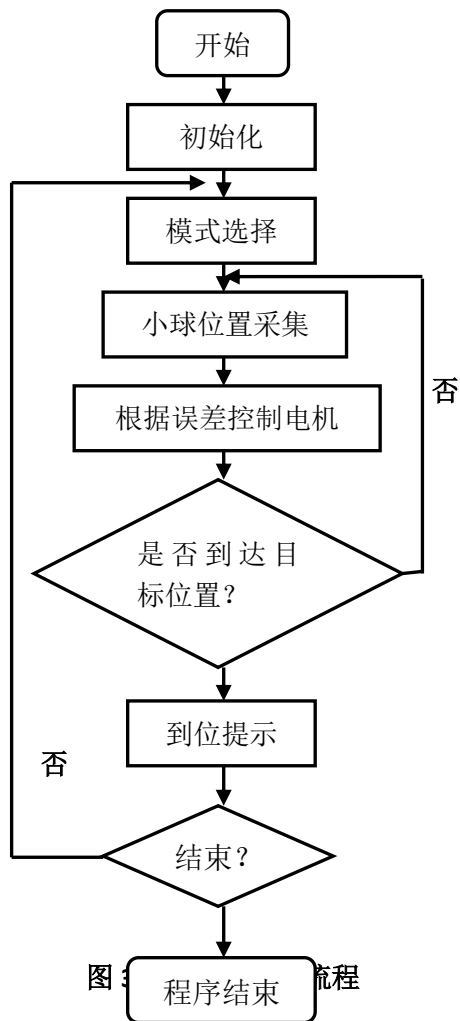 开始
初始化
模式选择
小球位置采集
否
根据误差控制电机
是否到达目
标位置？
到位提示
否
结束？
图 流程
程序结束